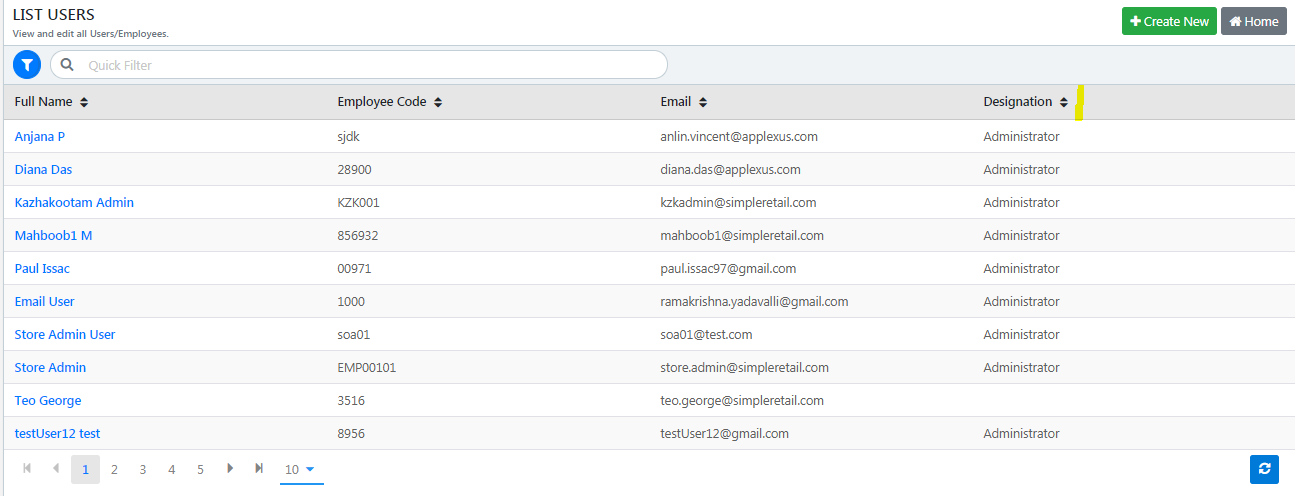 LIST USERS
View and edit all Users/Employees.
Create New Home
Quick Filter
Full Name Employee Code Email Designation
Anjana P sjdk anlin.vincent@applexus.com Administrator
Diana Das 28900 diana.das@applexus.com Administrator
Kazhakootam Admin KZK001 kzkadmin@simpleretail.com Administrator
Mahboob1 M 856932 mahboob1@simpleretail.com Administrator
Paul Issac 00971 paul.issac97@gmail.com Administrator
Email User 1000 ramakrishna.yadavalli@gmail.com Administrator
Store Admin User soa01 soa01@test.com Administrator
Store Admin EMP00101 store.admin@simpleretail.com Administrator
Teo George 3516 teo.george@simpleretail.com
testUser12 test 8956 testUser12@gmail.com Administrator
1 2 3 4 5 10